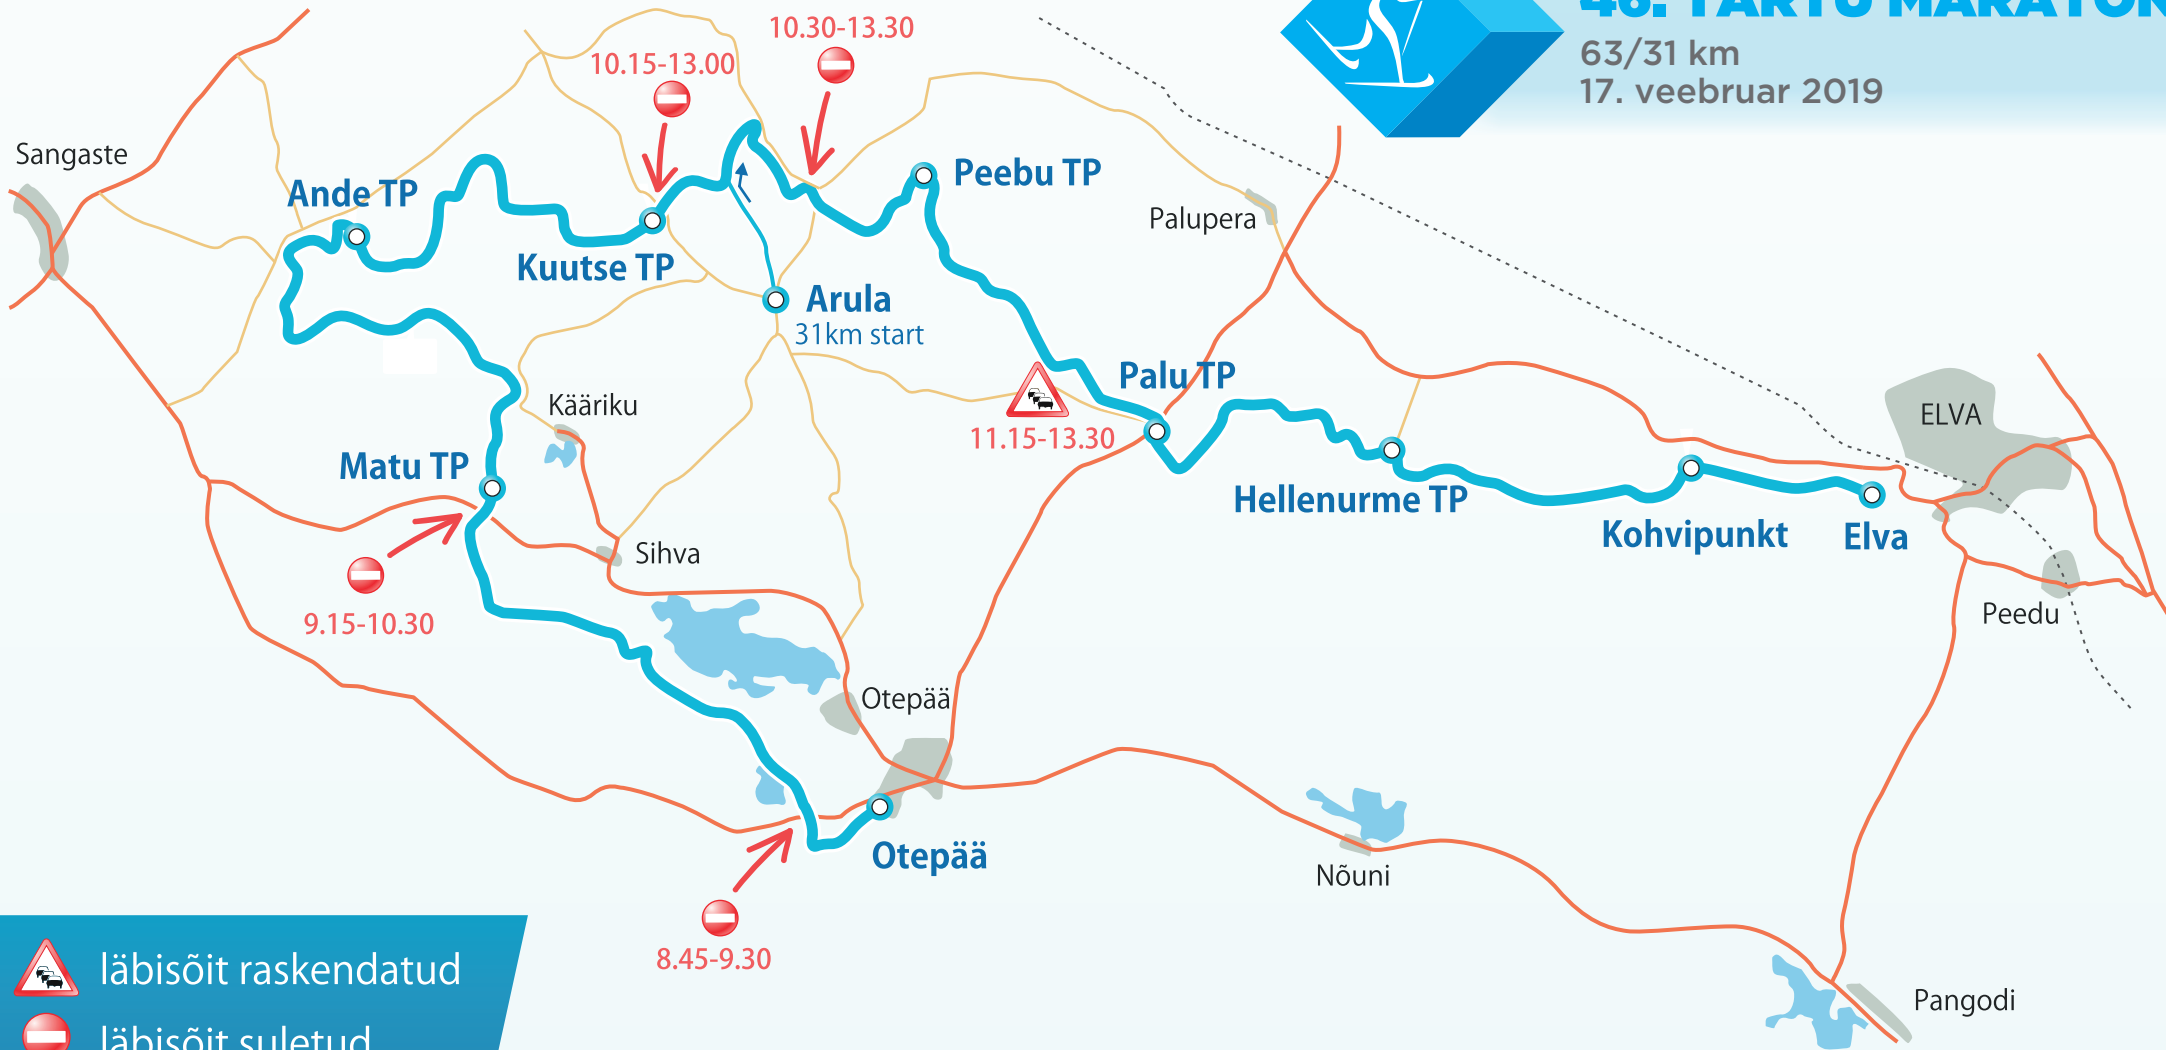 46. TARTU MARATON
63/31 km
17. veebruar 2019
10.30-13.30
10.15-13.00
Sangaste
Ande TP
Peebu TP
Palupera
Kuutse TP
Arula
31km start
Palu TP
Kääriku
11.15-13.30
ELVA
Matu TP
Hellenurme TP
Kohvipunkt
Elva
Sihva
9.15-10.30
Peedu
Otepää
Otepää
Nõuni
8.45-9.30
Pangodi
läbisõit raskendatud
läbisõit suletud